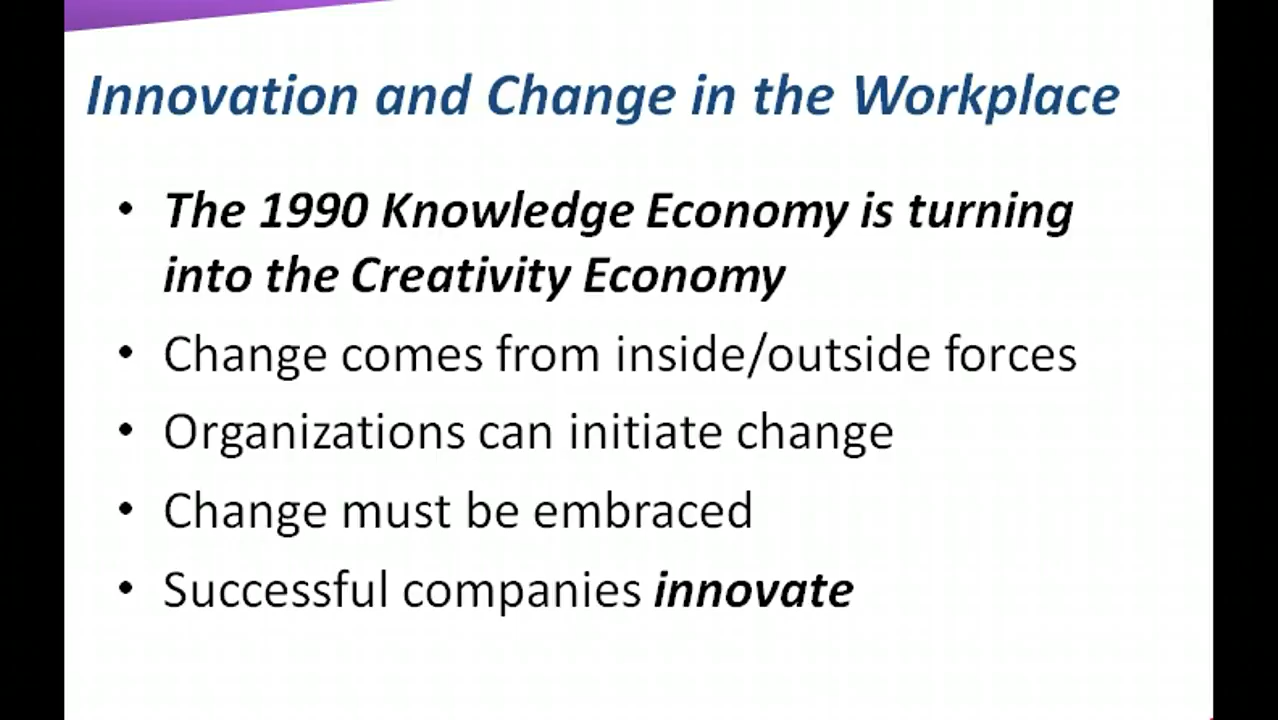 Innovation and Change in the Workplace
• The 1990 Knowledge Economy is turning
into the Creativity Economy
• Change comes from inside/outside forces
• Organizations can initiate change
• Change must be embraced
• Successful companies innovate